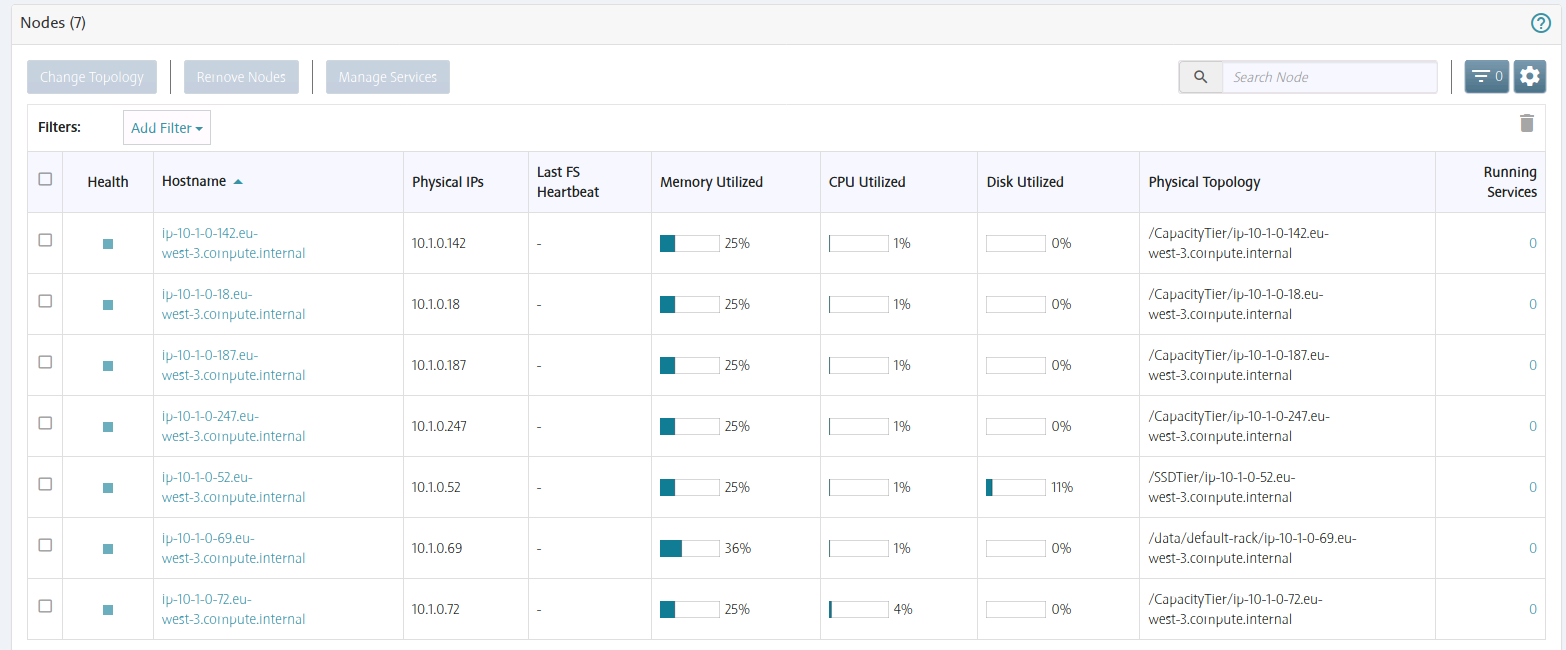 Nodes (7)
Change Topology
Remove Nodes
Manage Services
Search Node
0
Filters:
Add Filter
Health
Hostname
Physical IPs
Last FS
Heartbeat
Memory Utilized
CPU Utilized
Disk Utilized
Physical Topology
Running
Services
ip-10-1-0-142.eu-
west-3.compute.internal
10.1.0.142
-
25%
1%
0%
/CapacityTier/ip-10-1-0-142.eu-
west-3.compute.internal
0
ip-10-1-0-18.eu-
west-3.compute.internal
10.1.0.18
-
25%
1%
0%
/CapacityTier/ip-10-1-0-18.eu-
west-3.compute.internal
0
ip-10-1-0-187.eu-
west-3.compute.internal
10.1.0.187
-
25%
1%
0%
/CapacityTier/ip-10-1-0-187.eu-
west-3.compute.internal
0
ip-10-1-0-247.eu-
west-3.compute.internal
10.1.0.247
-
25%
1%
0%
/CapacityTier/ip-10-1-0-247.eu-
west-3.compute.internal
0
ip-10-1-0-52.eu-
west-3.compute.internal
10.1.0.52
-
25%
1%
11%
/SSDTier/ip-10-1-0-52.eu-
west-3.compute.internal
0
ip-10-1-0-69.eu-
west-3.compute.internal
10.1.0.69
-
36%
1%
0%
/data/default-rack/ip-10-1-0-69.eu-
west-3.compute.internal
0
ip-10-1-0-72.eu-
west-3.compute.internal
10.1.0.72
-
25%
4%
0%
/CapacityTier/ip-10-1-0-72.eu-
west-3.compute.internal
0